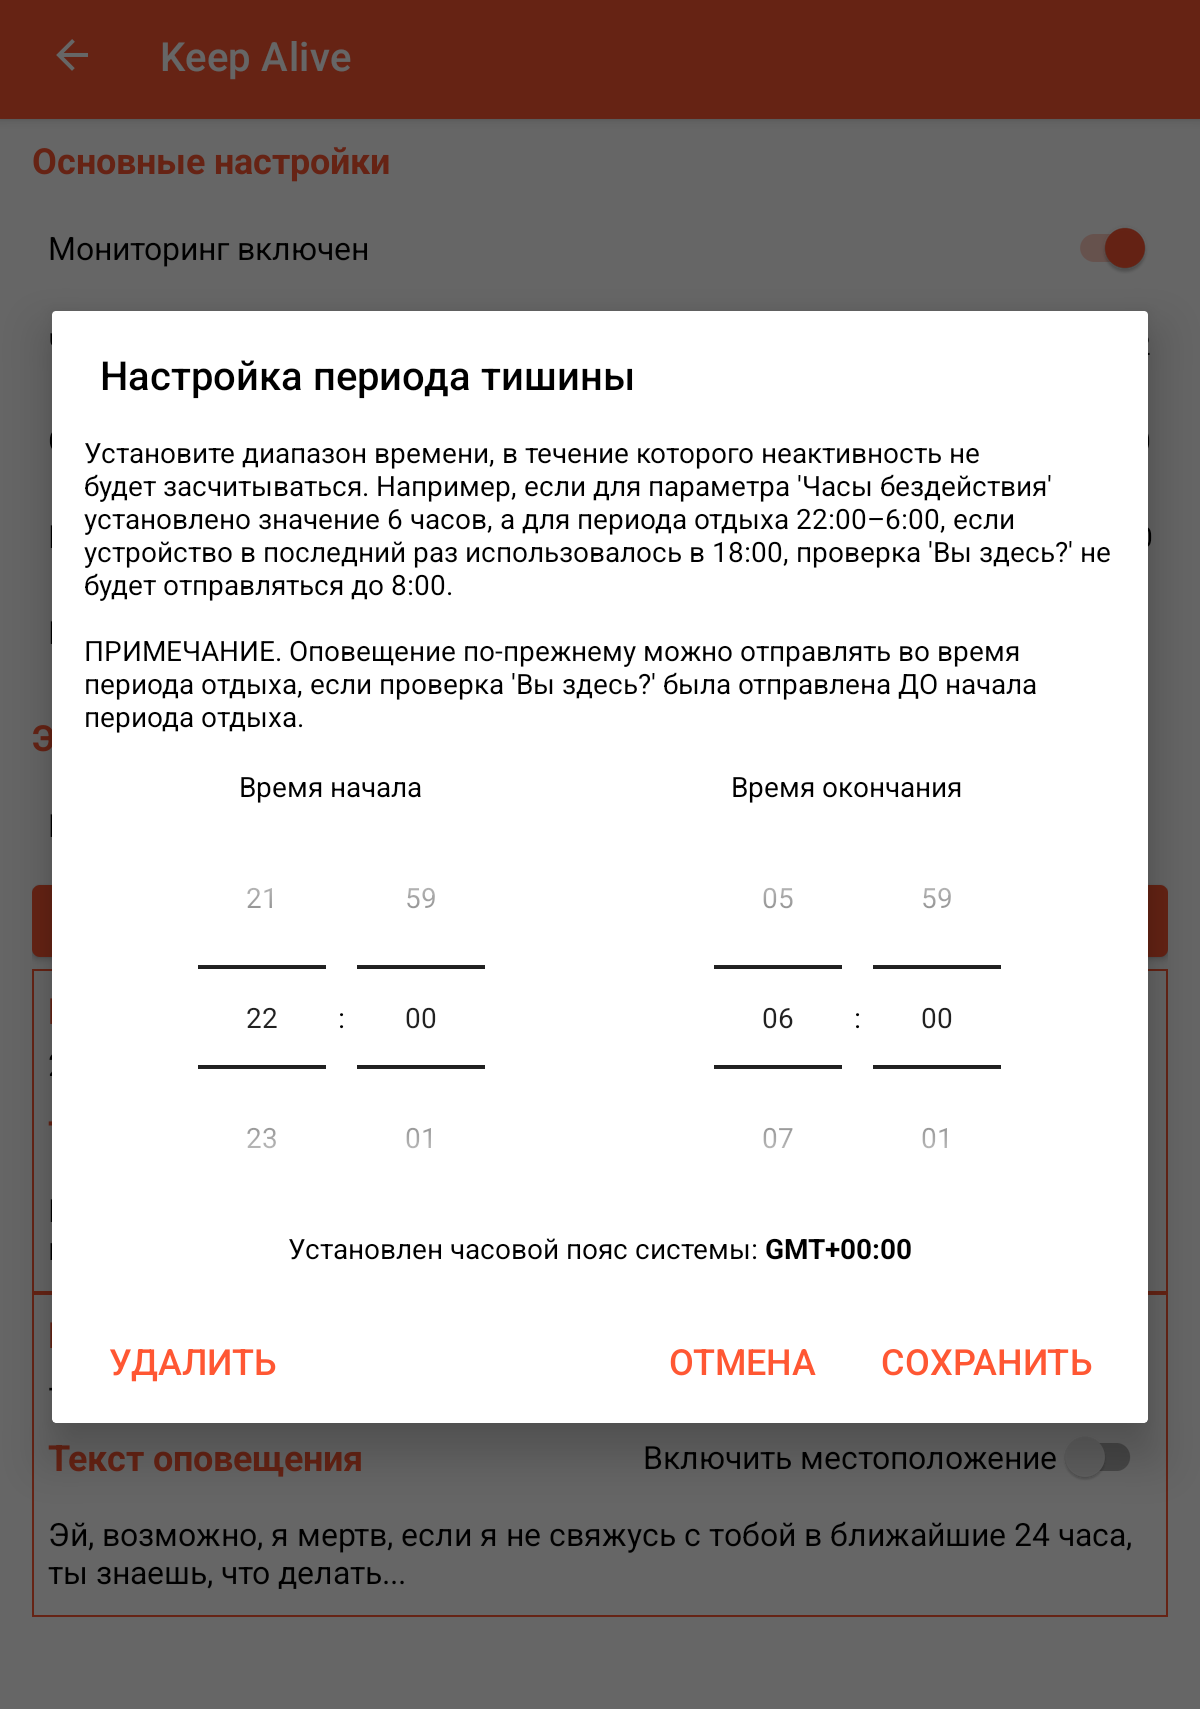 Keep Alive
Основные настройки
Мониторинг включен
Настройка периода тишины
Установите диапазон времени, в течение которого неактивность не
будет засчитываться. Например, если для параметра 'Часы бездействия'
установлено значение 6 часов, а для периода отдыха 22:00–6:00, если
устройство в последний раз использовалось в 18:00, проверка 'Вы здесь?' не
будет отправляться до 8:00.
ПРИМЕЧАНИЕ. Оповещение по-прежнему можно отправлять во время
периода отдыха, если проверка 'Вы здесь?' была отправлена ДО начала
периода отдыха.
Время начала Время окончания
21 59 05 59
22 : 00 06 : 00
23 01 07 01
Установлен часовой пояс системы: GMT+00:00
УДАЛИТЬ ОТМЕНА СОХРАНИТЬ
Текст оповещения Включить местоположение
Эй, возможно, я мертв, если я не свяжусь с тобой в ближайшие 24 часа,
ты знаешь, что делать...